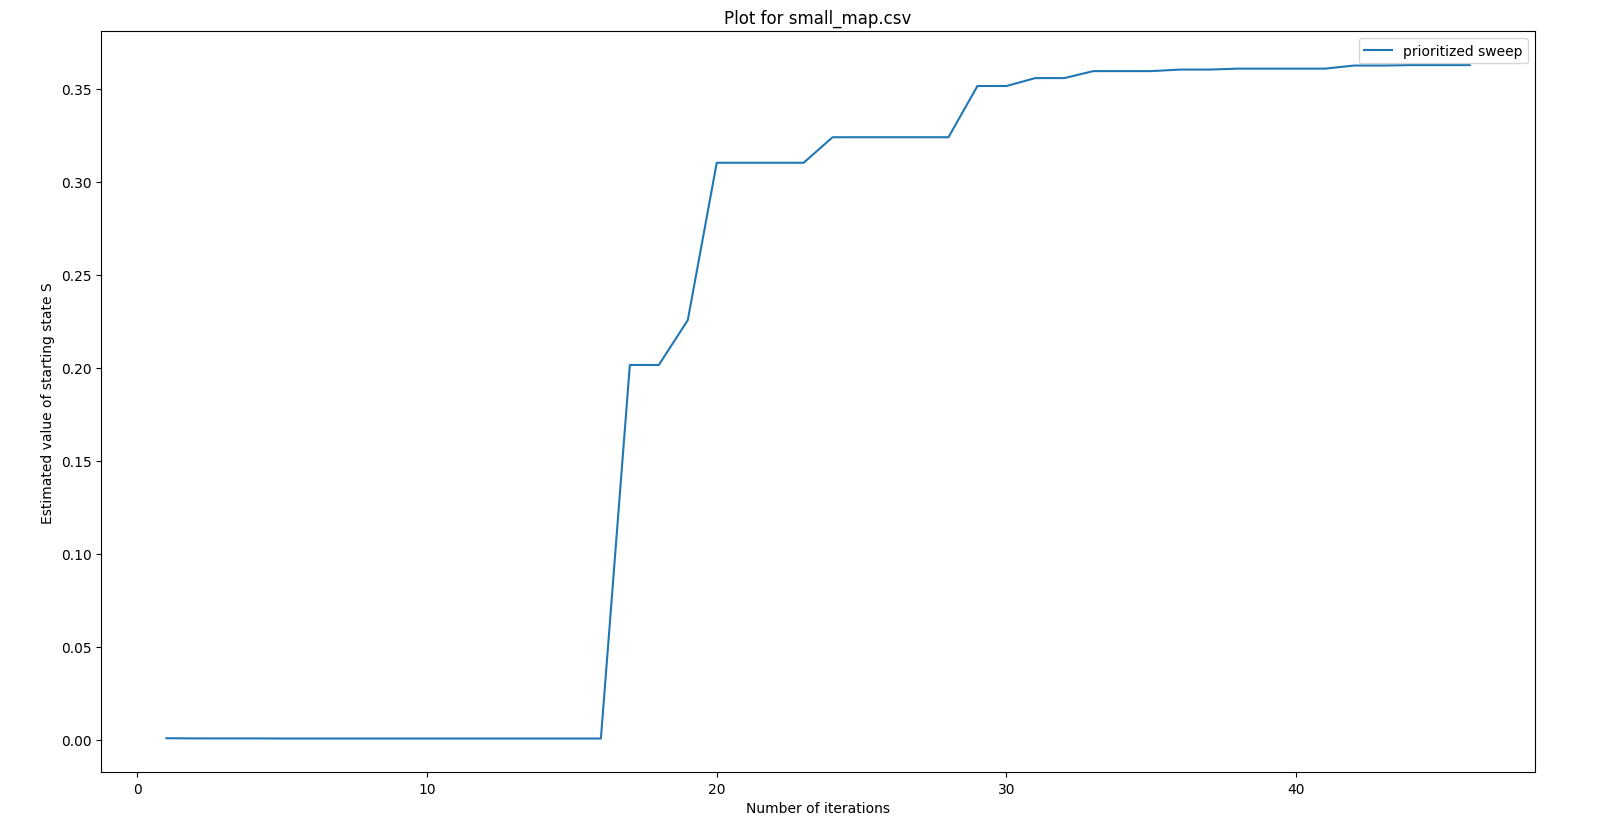 Plot for small_map.csv
prioritized sweep
Estimated value of starting state S
0.35
0.30
0.25
0.20
0.15
0.10
0.05
0.00
0 10 20 30 40
Number of iterations